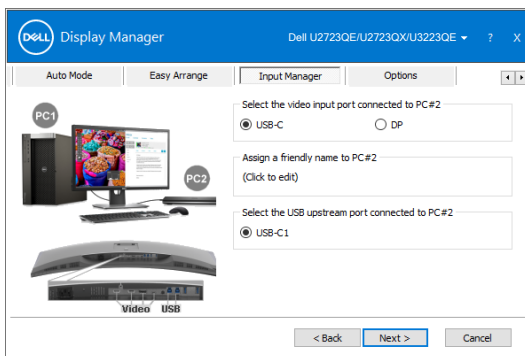 DELL Display Manager
Dell U2723QE/U2723QX/U3223QE ? X
Auto Mode Easy Arrange Input Manager Options
PC1
PC2
Video USB
Select the video input port connected to PC#2
USB-C DP
Assign a friendly name to PC#2
(Click to edit)
Select the USB upstream port connected to PC#2
USB-C1
< Back Next > Cancel